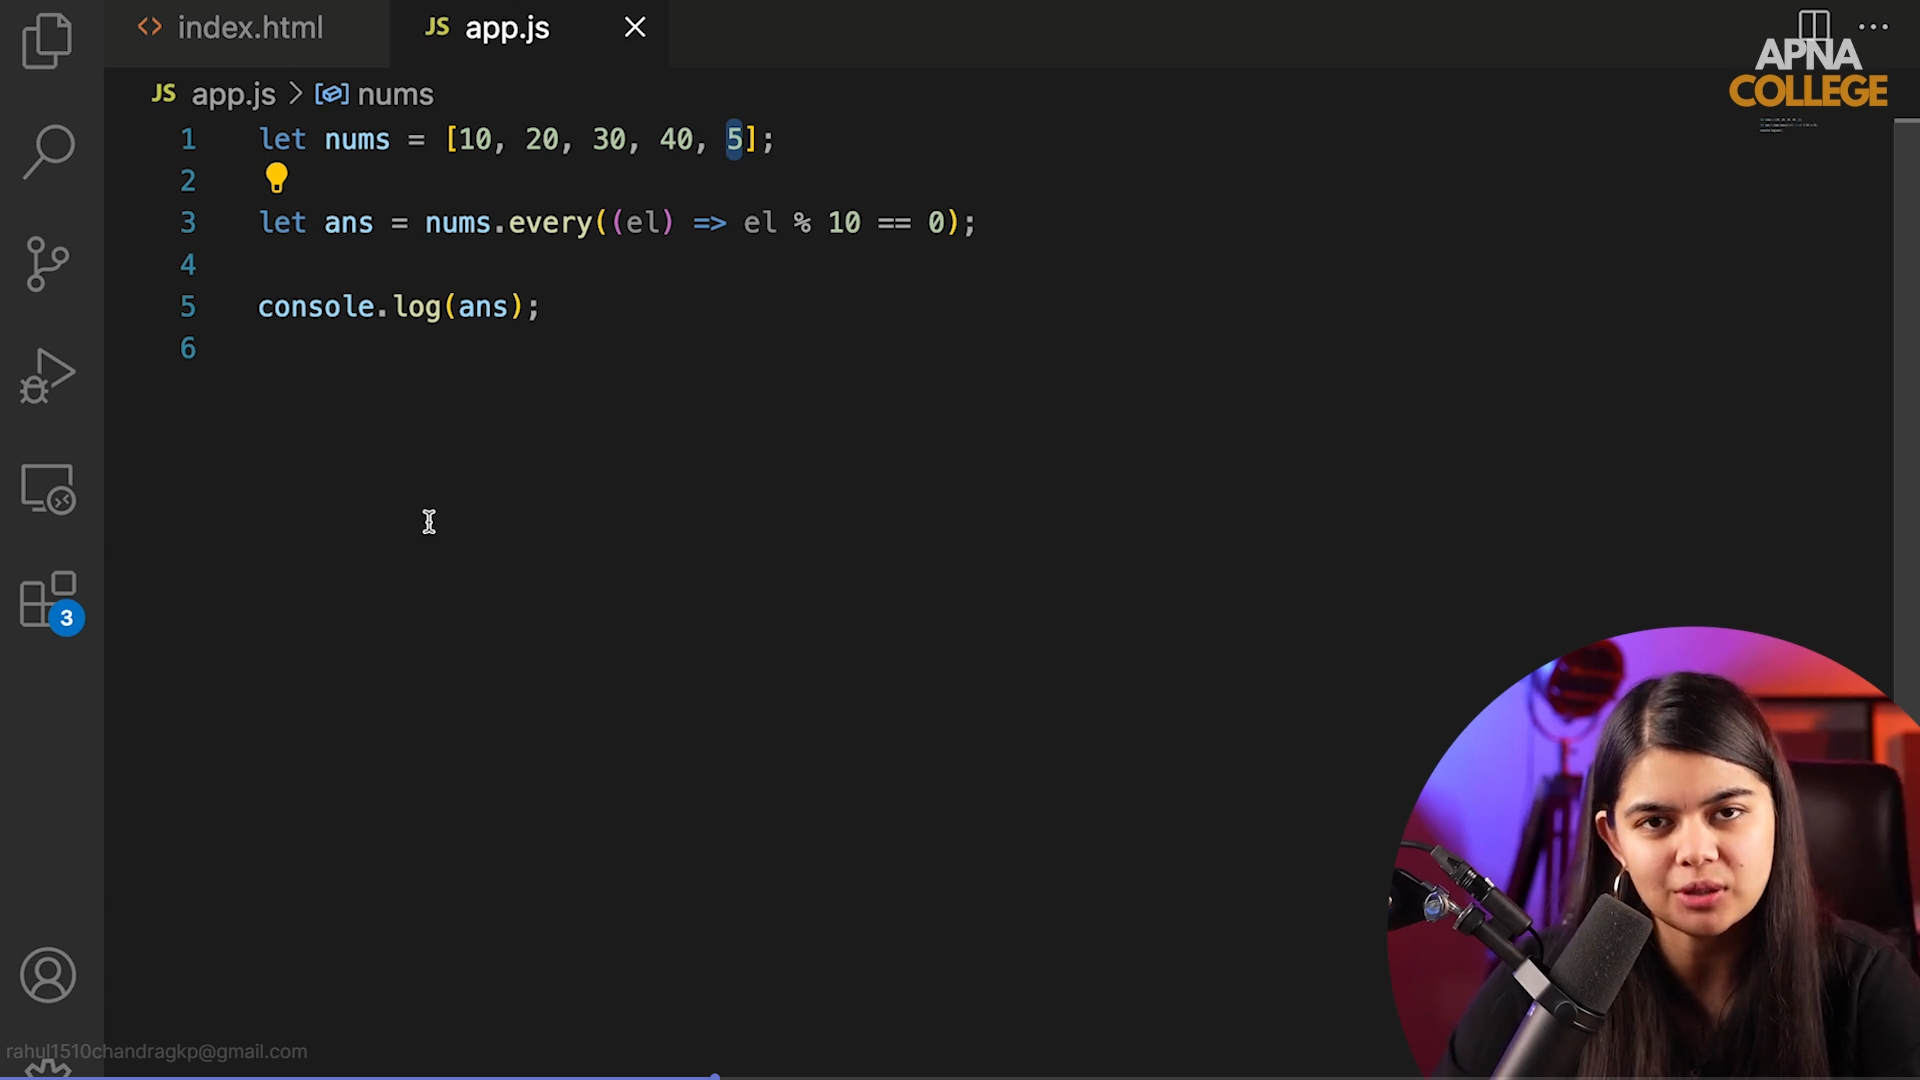 index.html
JS app.js
APNA
COLLEGE
JS app.js > nums
1 let nums = [10, 20, 30, 40, 5];
2
3 let ans = nums.every((el) => el % 10 == 0);
4
5 console.log(ans);
6
3
rahul1510chandragkp@gmail.com